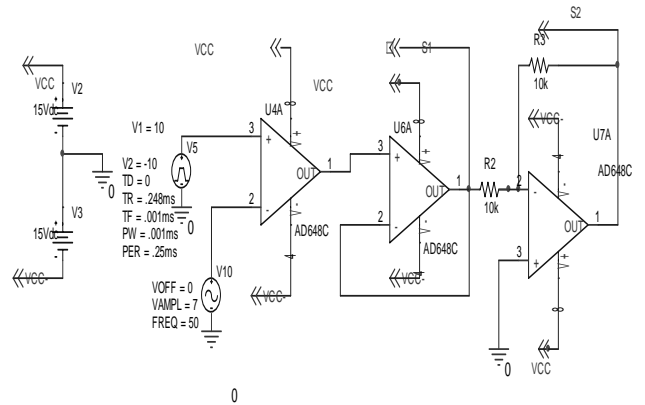 S2
VCC
S1
R3
VCC
V2
VCC
10k
15Vdc
U4A
U6A
VCC-
U7A
V1 = 10
V5
3
+
1
OUT
2
-
AD648C
3
+
1
OUT
2
-
AD648C
R2
10k
2
-
1
OUT
3
+
AD648C
V2 = -10
TD = 0
TR = .248ms
TF = .001ms
PW = .001ms
PER = .25ms
0
0
V3
15Vdc
VCC-
V10
VOFF = 0
VAMPL = 7
FREQ = 50
VCC-
VCC-
VCC
0
0